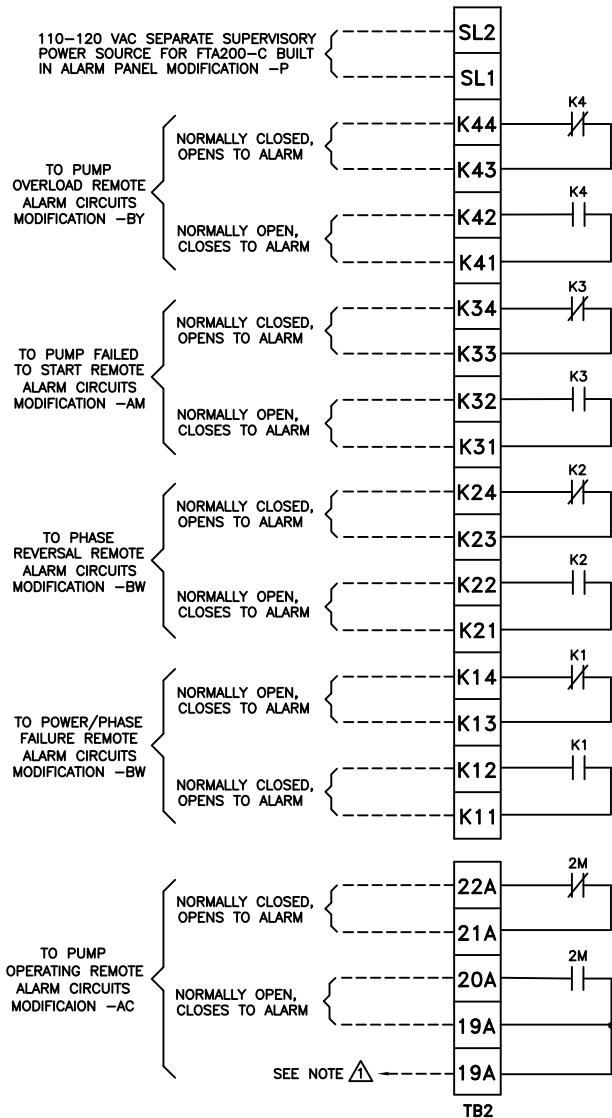 110-120 VAC SEPARATE SUPERVISORY
POWER SOURCE FOR FTA200-C BUILT
IN ALARM PANEL MODIFICATION -P
SL2
SL1
TO PUMP
OVERLOAD REMOTE
ALARM CIRCUITS
MODIFICATION -BY
NORMALLY CLOSED,
OPENS TO ALARM
K44
K4
K43
NORMALLY OPEN,
CLOSES TO ALARM
K42
K4
K41
TO PUMP FAILED
TO START REMOTE
ALARM CIRCUITS
MODIFICATION -AM
NORMALLY CLOSED,
OPENS TO ALARM
K34
K3
K33
NORMALLY OPEN,
CLOSES TO ALARM
K32
K3
K31
TO PHASE
REVERSAL REMOTE
ALARM CIRCUITS
MODIFICATION -BW
NORMALLY CLOSED,
OPENS TO ALARM
K24
K2
K23
NORMALLY OPEN,
CLOSES TO ALARM
K22
K2
K21
TO POWER/PHASE
FAILURE REMOTE
ALARM CIRCUITS
MODIFICATION -BW
NORMALLY OPEN,
CLOSES TO ALARM
K14
K1
K13
NORMALLY CLOSED,
OPENS TO ALARM
K12
K1
K11
TO PUMP
OPERATING REMOTE
ALARM CIRCUITS
MODIFICAION -AC
NORMALLY CLOSED,
OPENS TO ALARM
22A
2M
21A
NORMALLY OPEN,
CLOSES TO ALARM
20A
2M
19A
SEE NOTE 1
19A
TB2